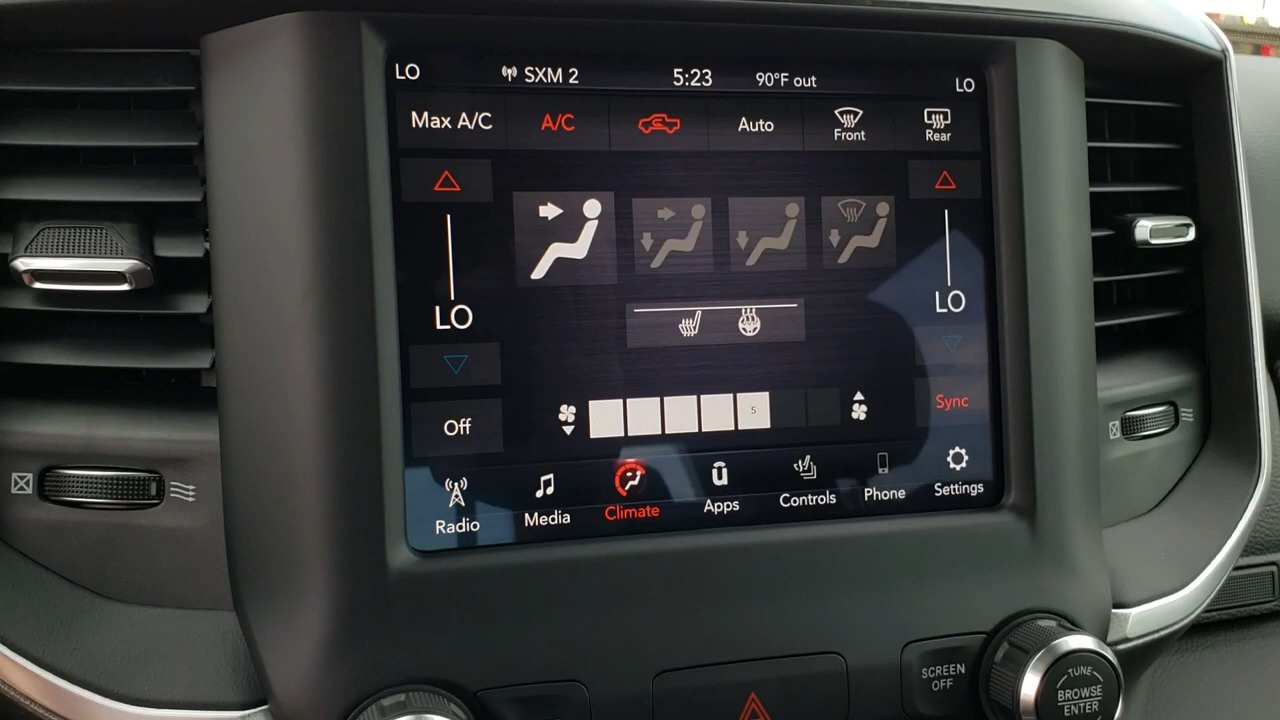 LO SXM 2 5:23 90°F out LO
Max A/C A/C Auto Front Rear
LO LO
5
Off Sync
Radio Media Climate Apps Controls Phone Settings
SCREEN
OFF
TUNE
BROWSE
ENTER